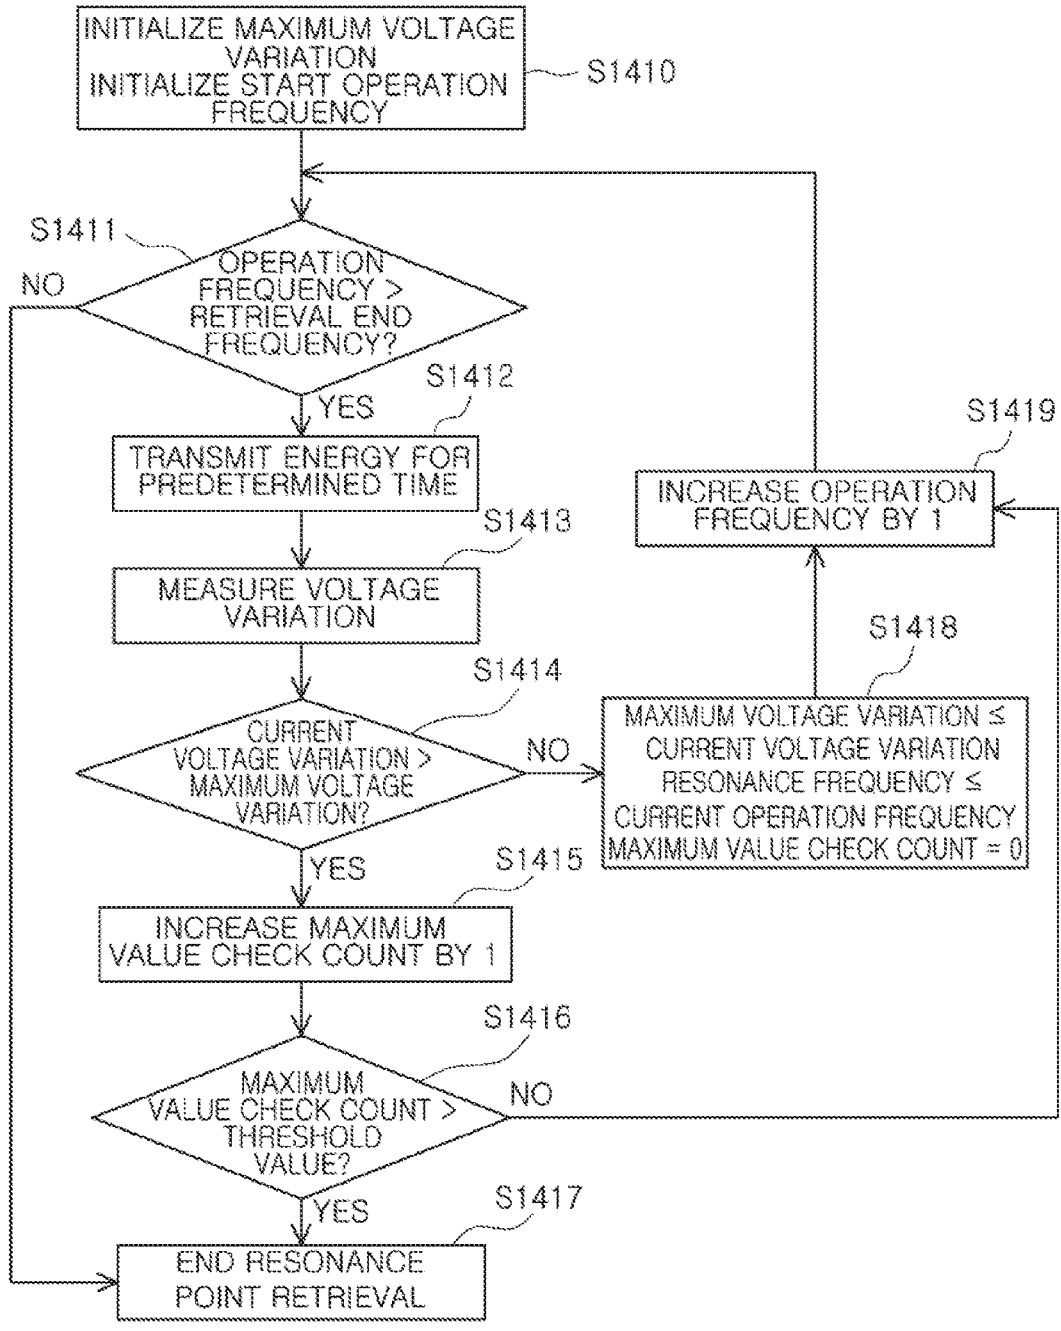 INITIALIZE MAXIMUM VOLTAGE
VARIATION
INITIALIZE START OPERATION
FREQUENCY
S1410
S1411
OPERATION
FREQUENCY >
RETRIEVAL END
FREQUENCY?
NO
YES
S1412
TRANSMIT ENERGY FOR
PREDETERMINED TIME
S1413
MEASURE VOLTAGE
VARIATION
S1414
CURRENT
VOLTAGE VARIATION >
MAXIMUM VOLTAGE
VARIATION?
NO
YES
S1415
INCREASE MAXIMUM
VALUE CHECK COUNT BY 1
S1416
MAXIMUM
VALUE CHECK COUNT >
THRESHOLD
VALUE?
NO
YES
S1417
END RESONANCE
POINT RETRIEVAL
S1418
MAXIMUM VOLTAGE VARIATION ≤
CURRENT VOLTAGE VARIATION
RESONANCE FREQUENCY ≤
CURRENT OPERATION FREQUENCY
MAXIMUM VALUE CHECK COUNT = 0
S1419
INCREASE OPERATION
FREQUENCY BY 1